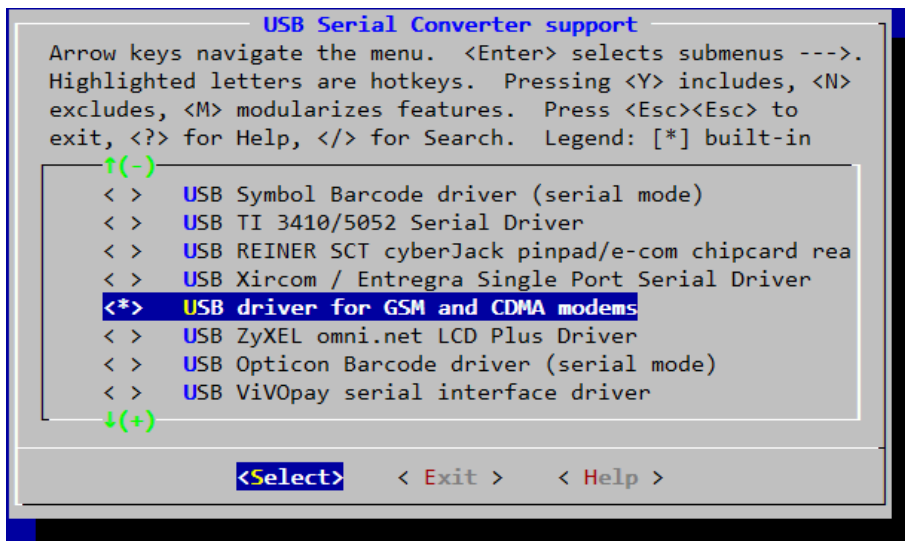 USB Serial Converter support
Arrow keys navigate the menu.  <Enter> selects submenus --->.
Highlighted letters are hotkeys.  Pressing <Y> includes, <N>
excludes, <M> modularizes features.  Press <Esc><Esc> to
exit, <?> for Help, </> for Search.  Legend: [*] built-in
↑(-)
< >    USB Symbol Barcode driver (serial mode)
< >    USB TI 3410/5052 Serial Driver
< >    USB REINER SCT cyberJack pinpad/e-com chipcard rea
< >    USB Xircom / Entregra Single Port Serial Driver
<*>    USB driver for GSM and CDMA modems
< >    USB ZyXEL omni.net LCD Plus Driver
< >    USB Opticon Barcode driver (serial mode)
< >    USB ViVOpay serial interface driver
↓(+)
<Select>    < Exit >    < Help >